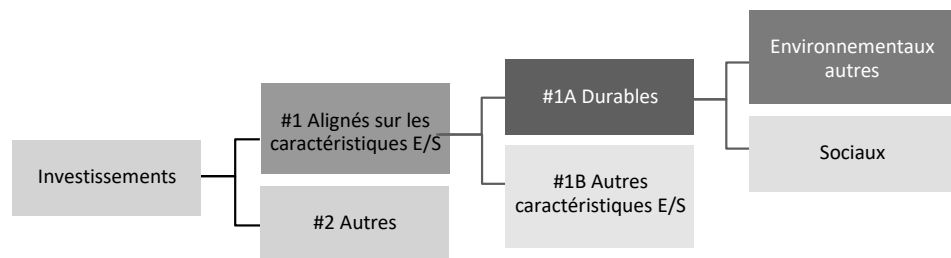 Investissements
#1 Alignés sur les
caractéristiques E/S
#2 Autres
#1A Durables
#1B Autres
caractéristiques E/S
Environnementaux
autres
Sociaux